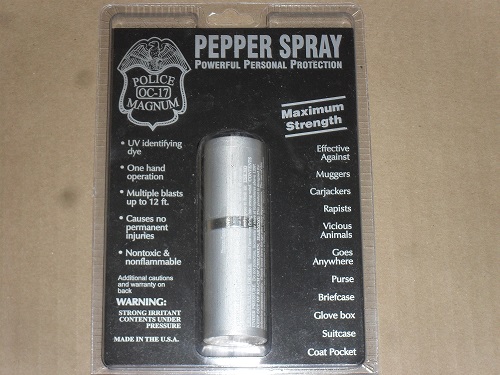 PEPPER SPRAY
POWERFUL PERSONAL PROTECTION
POLICE
OC-17
MAGNUM
Maximum
Strength
• UV identifying
dye
• One hand
operation
• Multiple blasts
up to 12 ft.
• Causes no
permanent
injuries
• Nontoxic &
nonflammable
Additional cautions
and warranty on
back
WARNING:
STRONG IRRITANT
CONTENTS UNDER
PRESSURE
MADE IN THE U.S.A.
Effective
Against
Muggers
Carjackers
Rapists
Vicious
Animals
Goes
Anywhere
Purse
Briefcase
Glove box
Suitcase
Coat Pocket